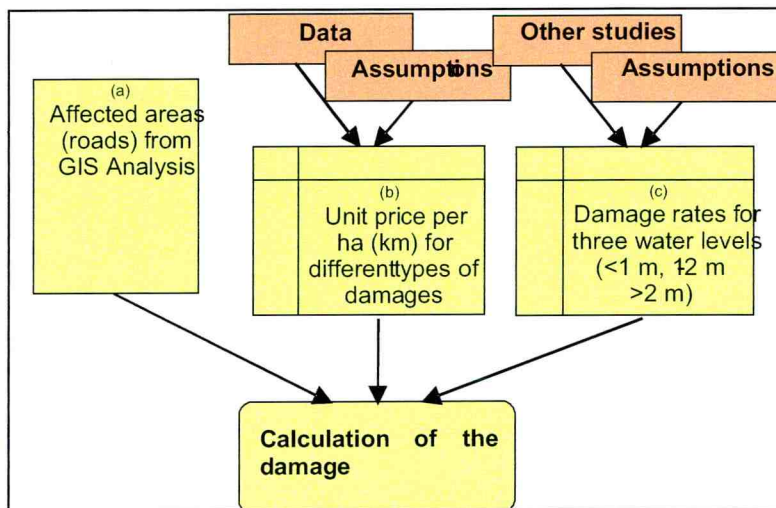 Data
Assumptions
Other studies
Assumptions
(a)
Affected areas
(roads) from
GIS Analysis
(b)
Unit price per
ha (km) for
differenttypes of
damages
(c)
Damage rates for
three water levels
(<1 m, 1-2 m
>2 m)
Calculation of the
damage